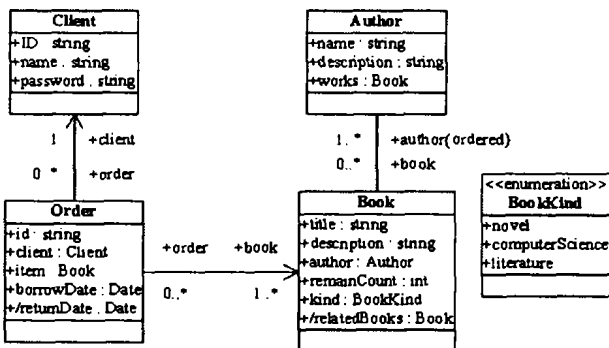 Client
+ID string
+name . string
+password . string
Author
+name : string
+description : string
+works : Book
1 +client
0 * +order
1..* +author{ordered}
0..* +book
Order
+id : string
+client : Client
+item Book
+borrowDate : Date
+/returnDate . Date
+order +book
0..* 1..*
Book
+title : string
+description : string
+author : Author
+remainCount : int
+kind : BookKind
+/relatedBooks : Book
<<enumeration>>
BookKind
+novel
+computerScience
+literature